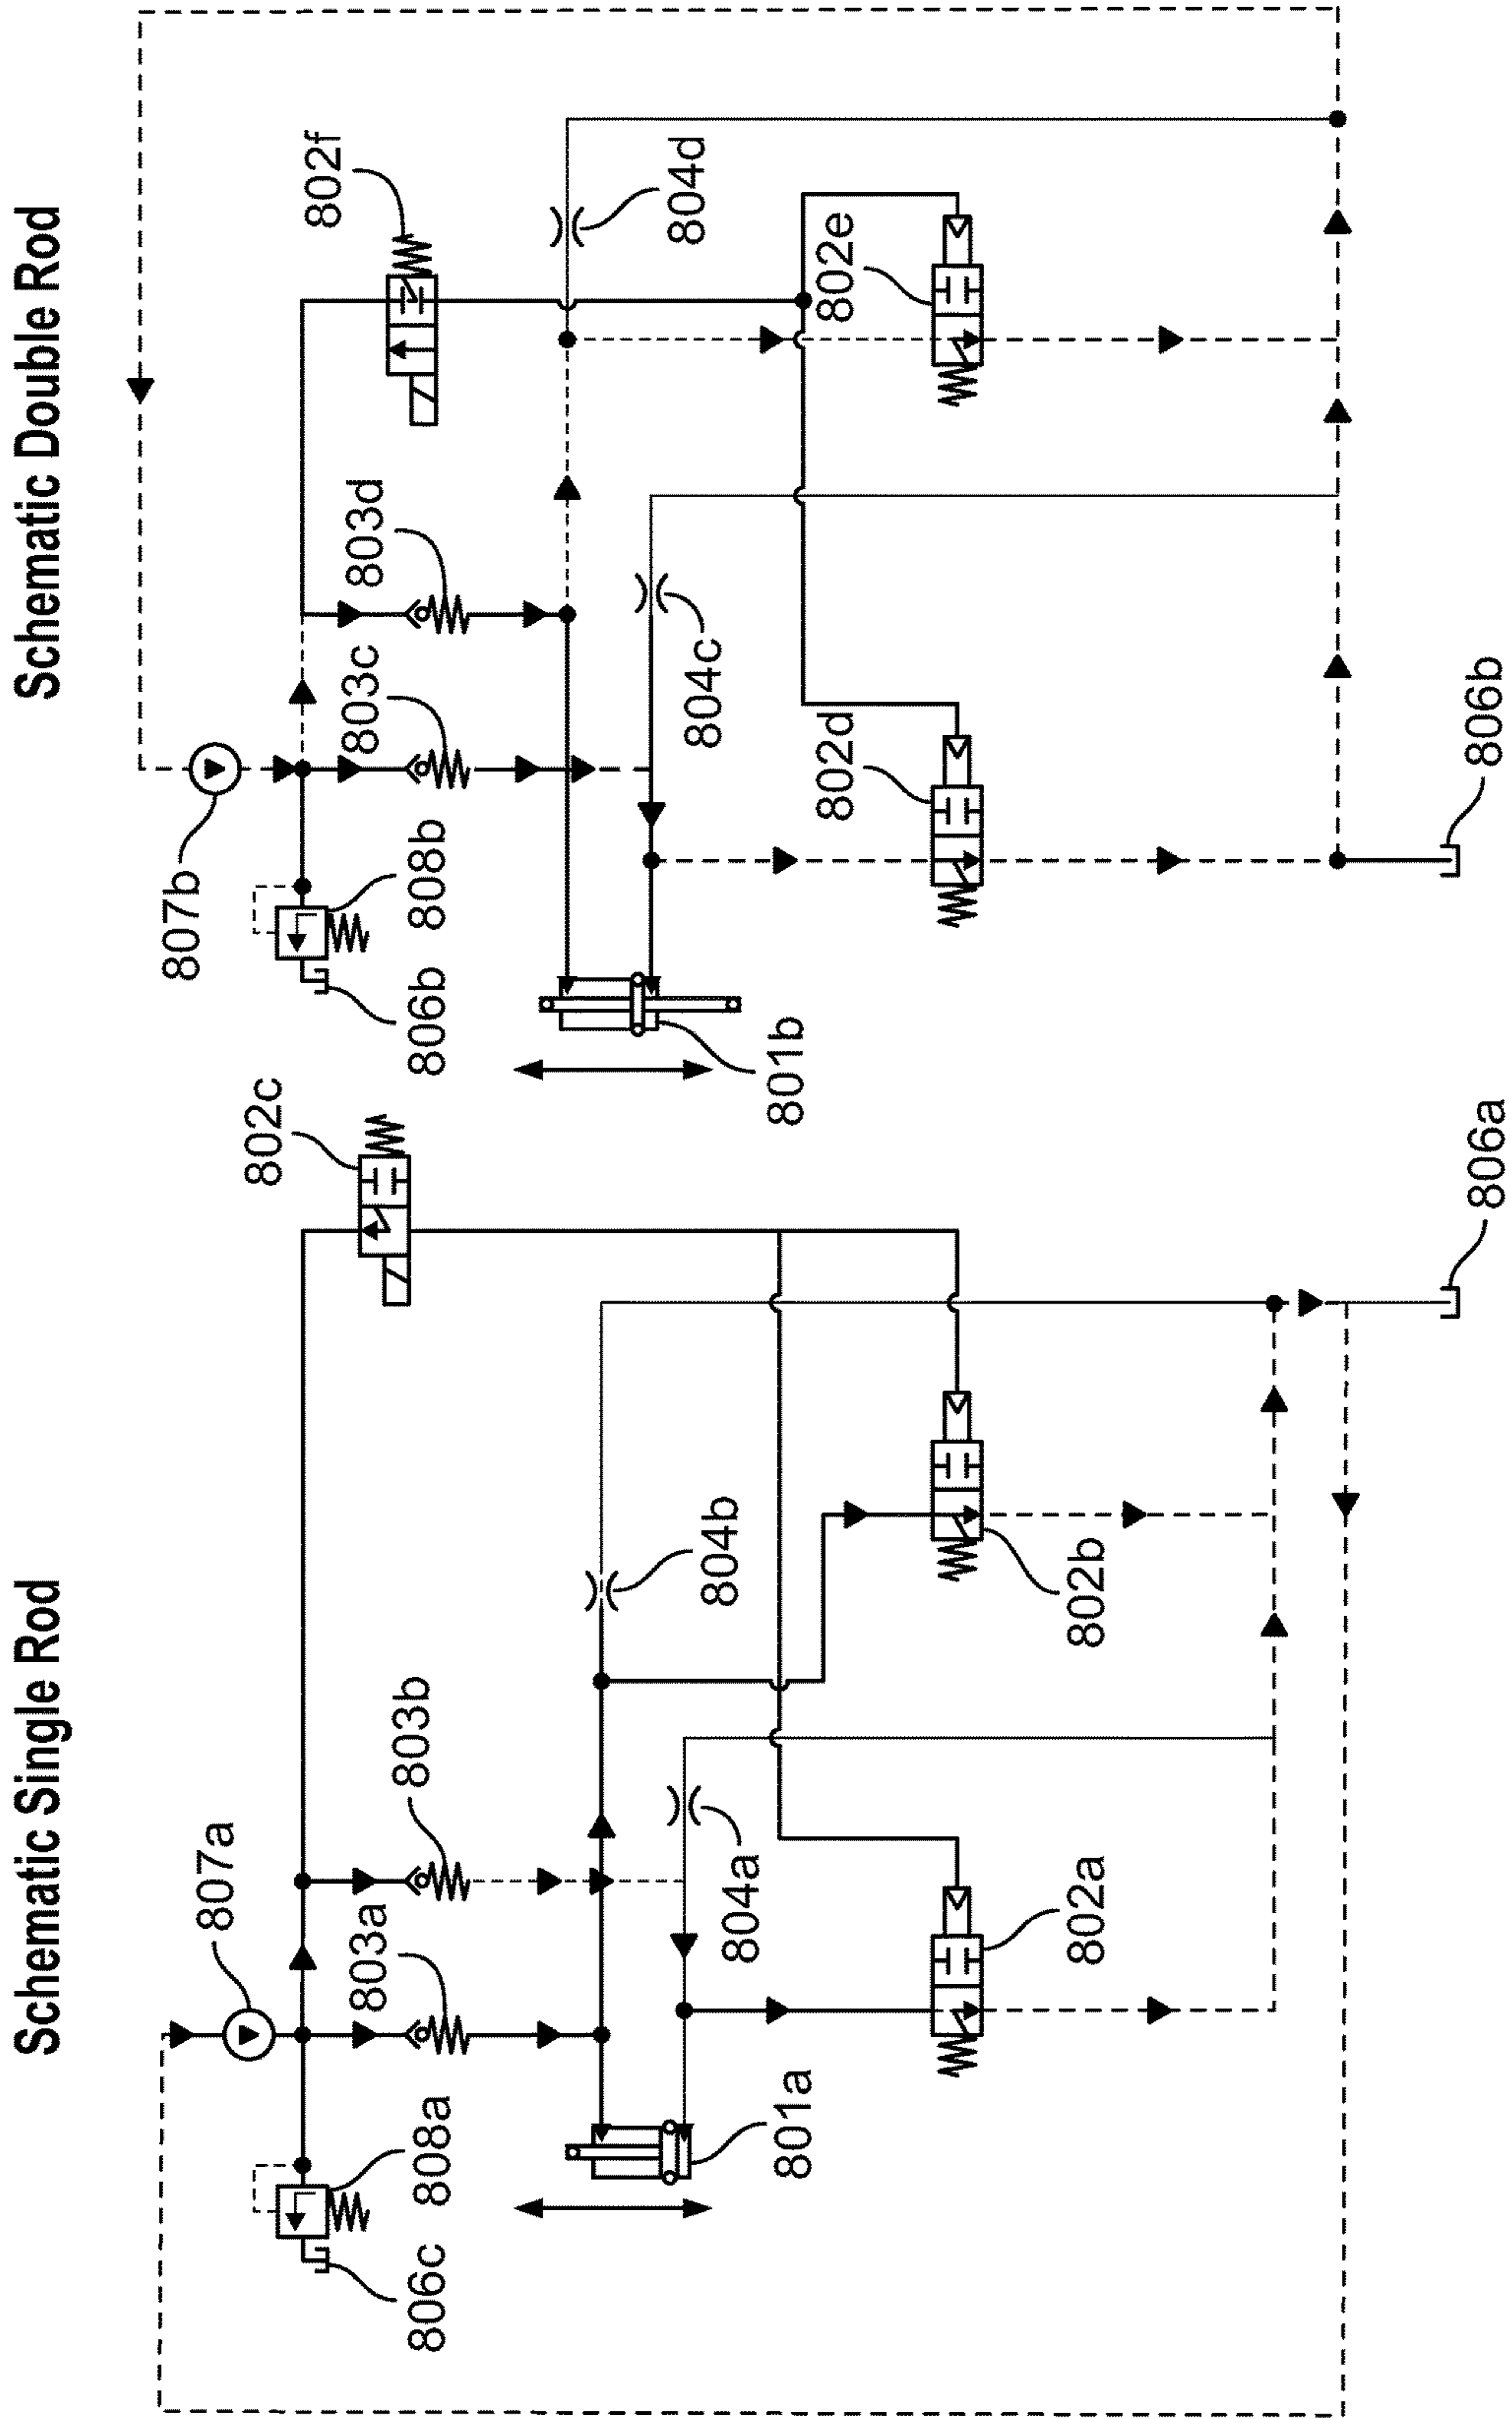 Schematic Single Rod
806c
808a
807a
803a
803b
801a
804a
804b
802a
802b
802c
806a
Schematic Double Rod
806b
808b
807b
803c
803d
802f
801b
804c
804d
802d
802e
806b